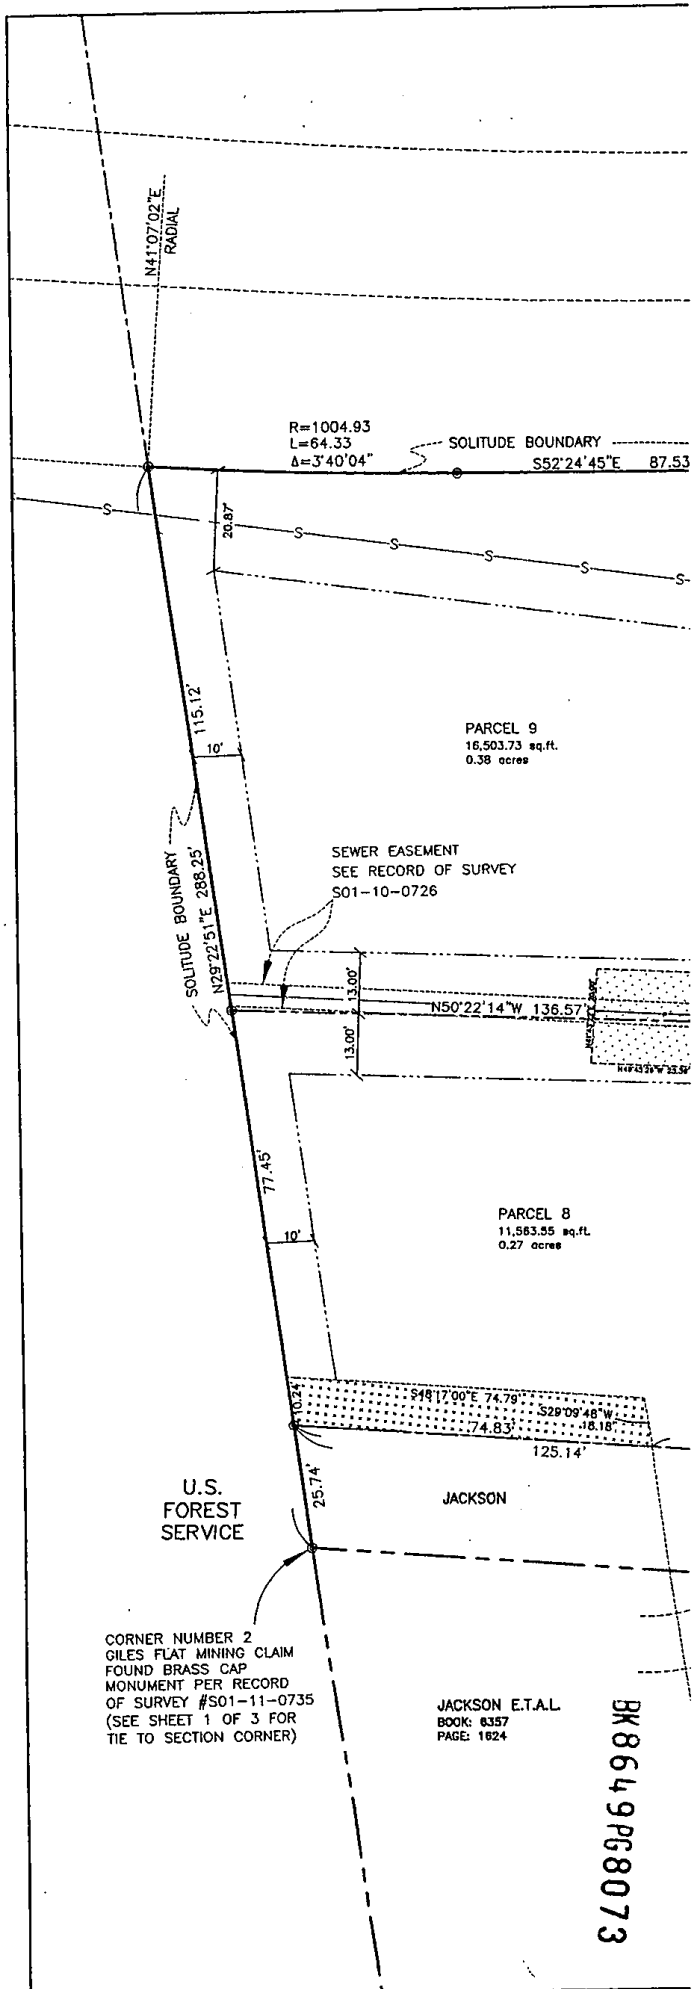 N41°07'02"E
RADIAL
R=1004.93
L=64.33
Δ=3°40'04"
SOLITUDE BOUNDARY
S52°24'45"E 87.53
S
S
S
S
S
S
20.87'
115.12'
10'
PARCEL 9
16,503.73 sq.ft.
0.38 acres
SOLITUDE BOUNDARY
N29°22'51"E 288.25'
SEWER EASEMENT
SEE RECORD OF SURVEY
S01-10-0726
13.00'
N50°22'14"W 136.57'
13.00'
77.45'
10'
PARCEL 8
11,563.55 sq.ft.
0.27 acres
10.24'
S48°17'00"E 74.79'
S29°09'48"W
18.18'
74.83'
125.14'
25.74'
U.S.
FOREST
SERVICE
JACKSON
CORNER NUMBER 2
GILES FLAT MINING CLAIM
FOUND BRASS CAP
MONUMENT PER RECORD
OF SURVEY #S01-11-0735
(SEE SHEET 1 OF 3 FOR
TIE TO SECTION CORNER)
JACKSON E.T.A.L.
BOOK: 6357
PAGE: 1624
BK8649PG8073